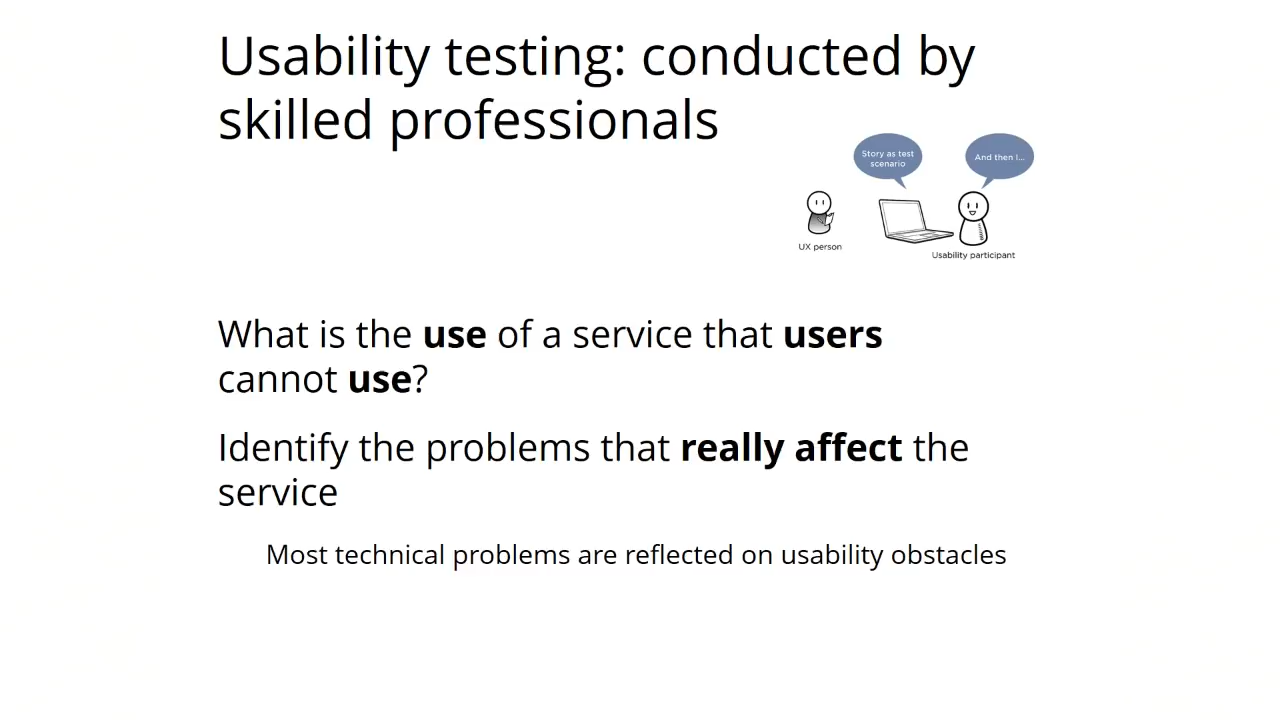 Usability testing: conducted by
skilled professionals
Story as test
scenario
And then I...
UX person
Usability participant
What is the use of a service that users
cannot use?
Identify the problems that really affect the
service
Most technical problems are reflected on usability obstacles